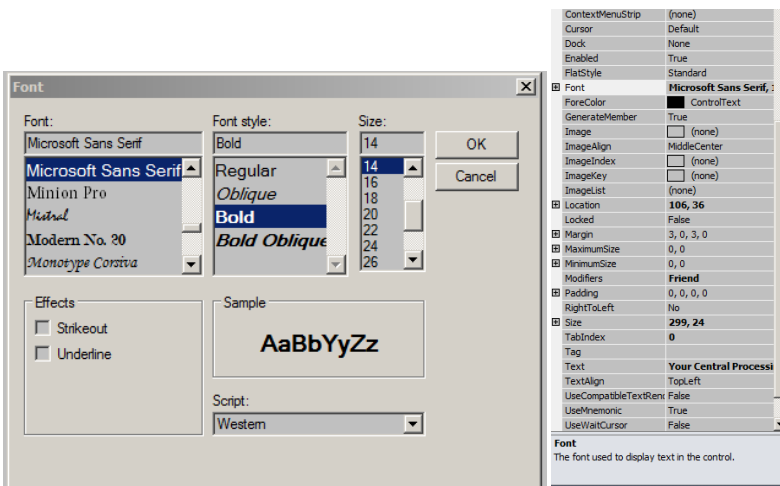 Font
Font:
Font style:
Size:
Microsoft Sans Serif
Bold
14
OK
Cancel
Microsoft Sans Serif
Minion Pro
Mistral
Modern No. 20
Monotype Corsiva
Regular
Oblique
Bold
Bold Oblique
14
16
18
20
22
24
26
Effects
Strikeout
Underline
Sample
AaBbYyZz
Script:
Western
ContextMenuStrip (none)
Cursor Default
Dock None
Enabled True
FlatStyle Standard
Font Microsoft Sans Serif,
ForeColor ControlText
GenerateMember True
Image (none)
ImageAlign MiddleCenter
ImageIndex (none)
ImageKey (none)
ImageList (none)
Location 106, 36
Locked False
Margin 3, 0, 3, 0
MaximumSize 0, 0
MinimumSize 0, 0
Modifiers Friend
Padding 0, 0, 0, 0
RightToLeft No
Size 299, 24
TabIndex 0
Tag
Text Your Central Processi
TextAlign TopLeft
UseCompatibleTextRen False
UseMnemonic True
UseWaitCursor False
Font
The font used to display text in the control.